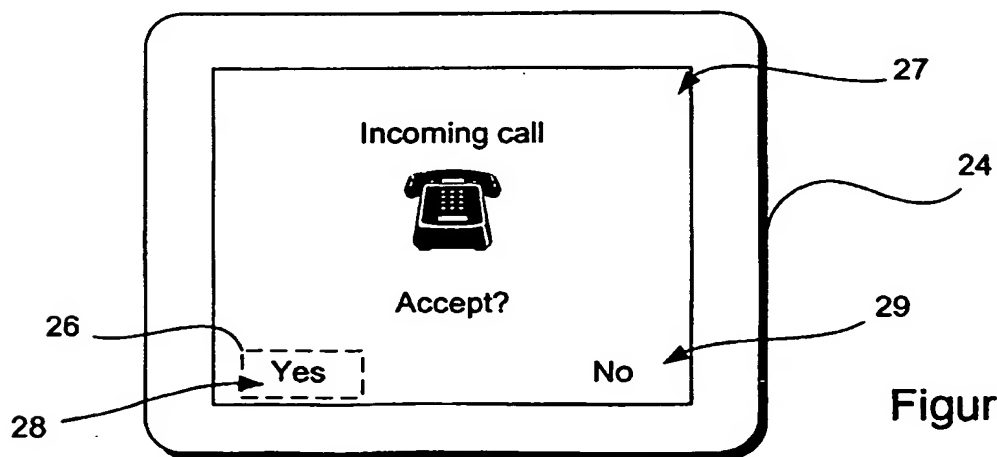 27
Incoming call
24
Accept?
26
29
Yes
No
28
Figur